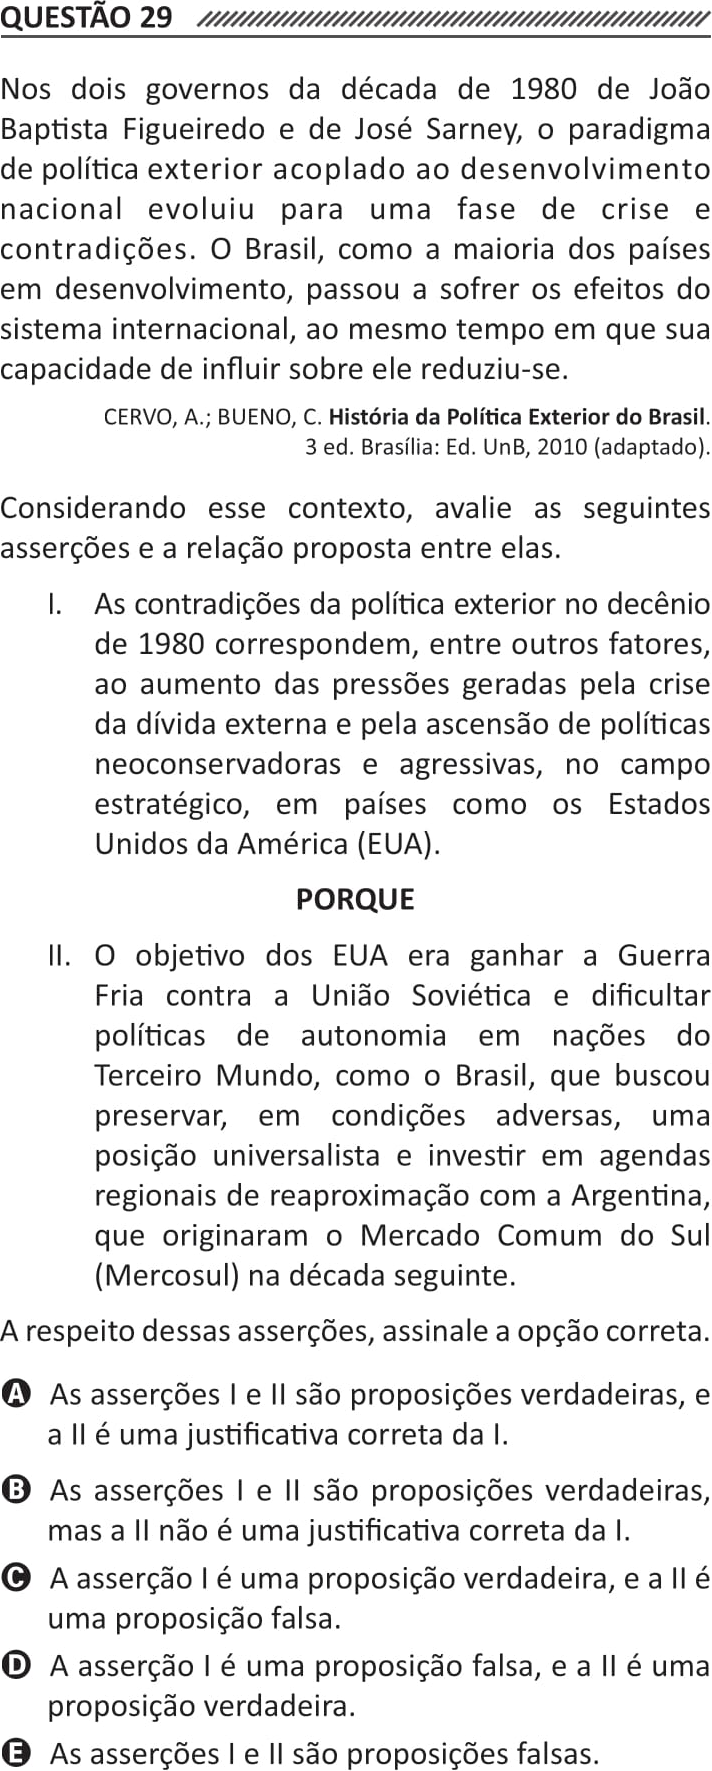 QUESTÃO 29
Nos dois governos da década de 1980 de João
Baptista Figueiredo e de José Sarney, o paradigma
de política exterior acoplado ao desenvolvimento
nacional evoluiu para uma fase de crise e
contradições. O Brasil, como a maioria dos países
em desenvolvimento, passou a sofrer os efeitos do
sistema internacional, ao mesmo tempo em que sua
capacidade de influir sobre ele reduziu-se.
CERVO, A.; BUENO, C. História da Política Exterior do Brasil.
3 ed. Brasília: Ed. UnB, 2010 (adaptado).
Considerando esse contexto, avalie as seguintes
asserções e a relação proposta entre elas.
I. As contradições da política exterior no decênio
de 1980 correspondem, entre outros fatores,
ao aumento das pressões geradas pela crise
da dívida externa e pela ascensão de políticas
neoconservadoras e agressivas, no campo
estratégico, em países como os Estados
Unidos da América (EUA).
PORQUE
II. O objetivo dos EUA era ganhar a Guerra
Fria contra a União Soviética e dificultar
políticas de autonomia em nações do
Terceiro Mundo, como o Brasil, que buscou
preservar, em condições adversas, uma
posição universalista e investir em agendas
regionais de reaproximação com a Argentina,
que originaram o Mercado Comum do Sul
(Mercosul) na década seguinte.
A respeito dessas asserções, assinale a opção correta.
A As asserções I e II são proposições verdadeiras, e
a II é uma justificativa correta da I.
B As asserções I e II são proposições verdadeiras,
mas a II não é uma justificativa correta da I.
C A asserção I é uma proposição verdadeira, e a II é
uma proposição falsa.
D A asserção I é uma proposição falsa, e a II é uma
proposição verdadeira.
E As asserções I e II são proposições falsas.